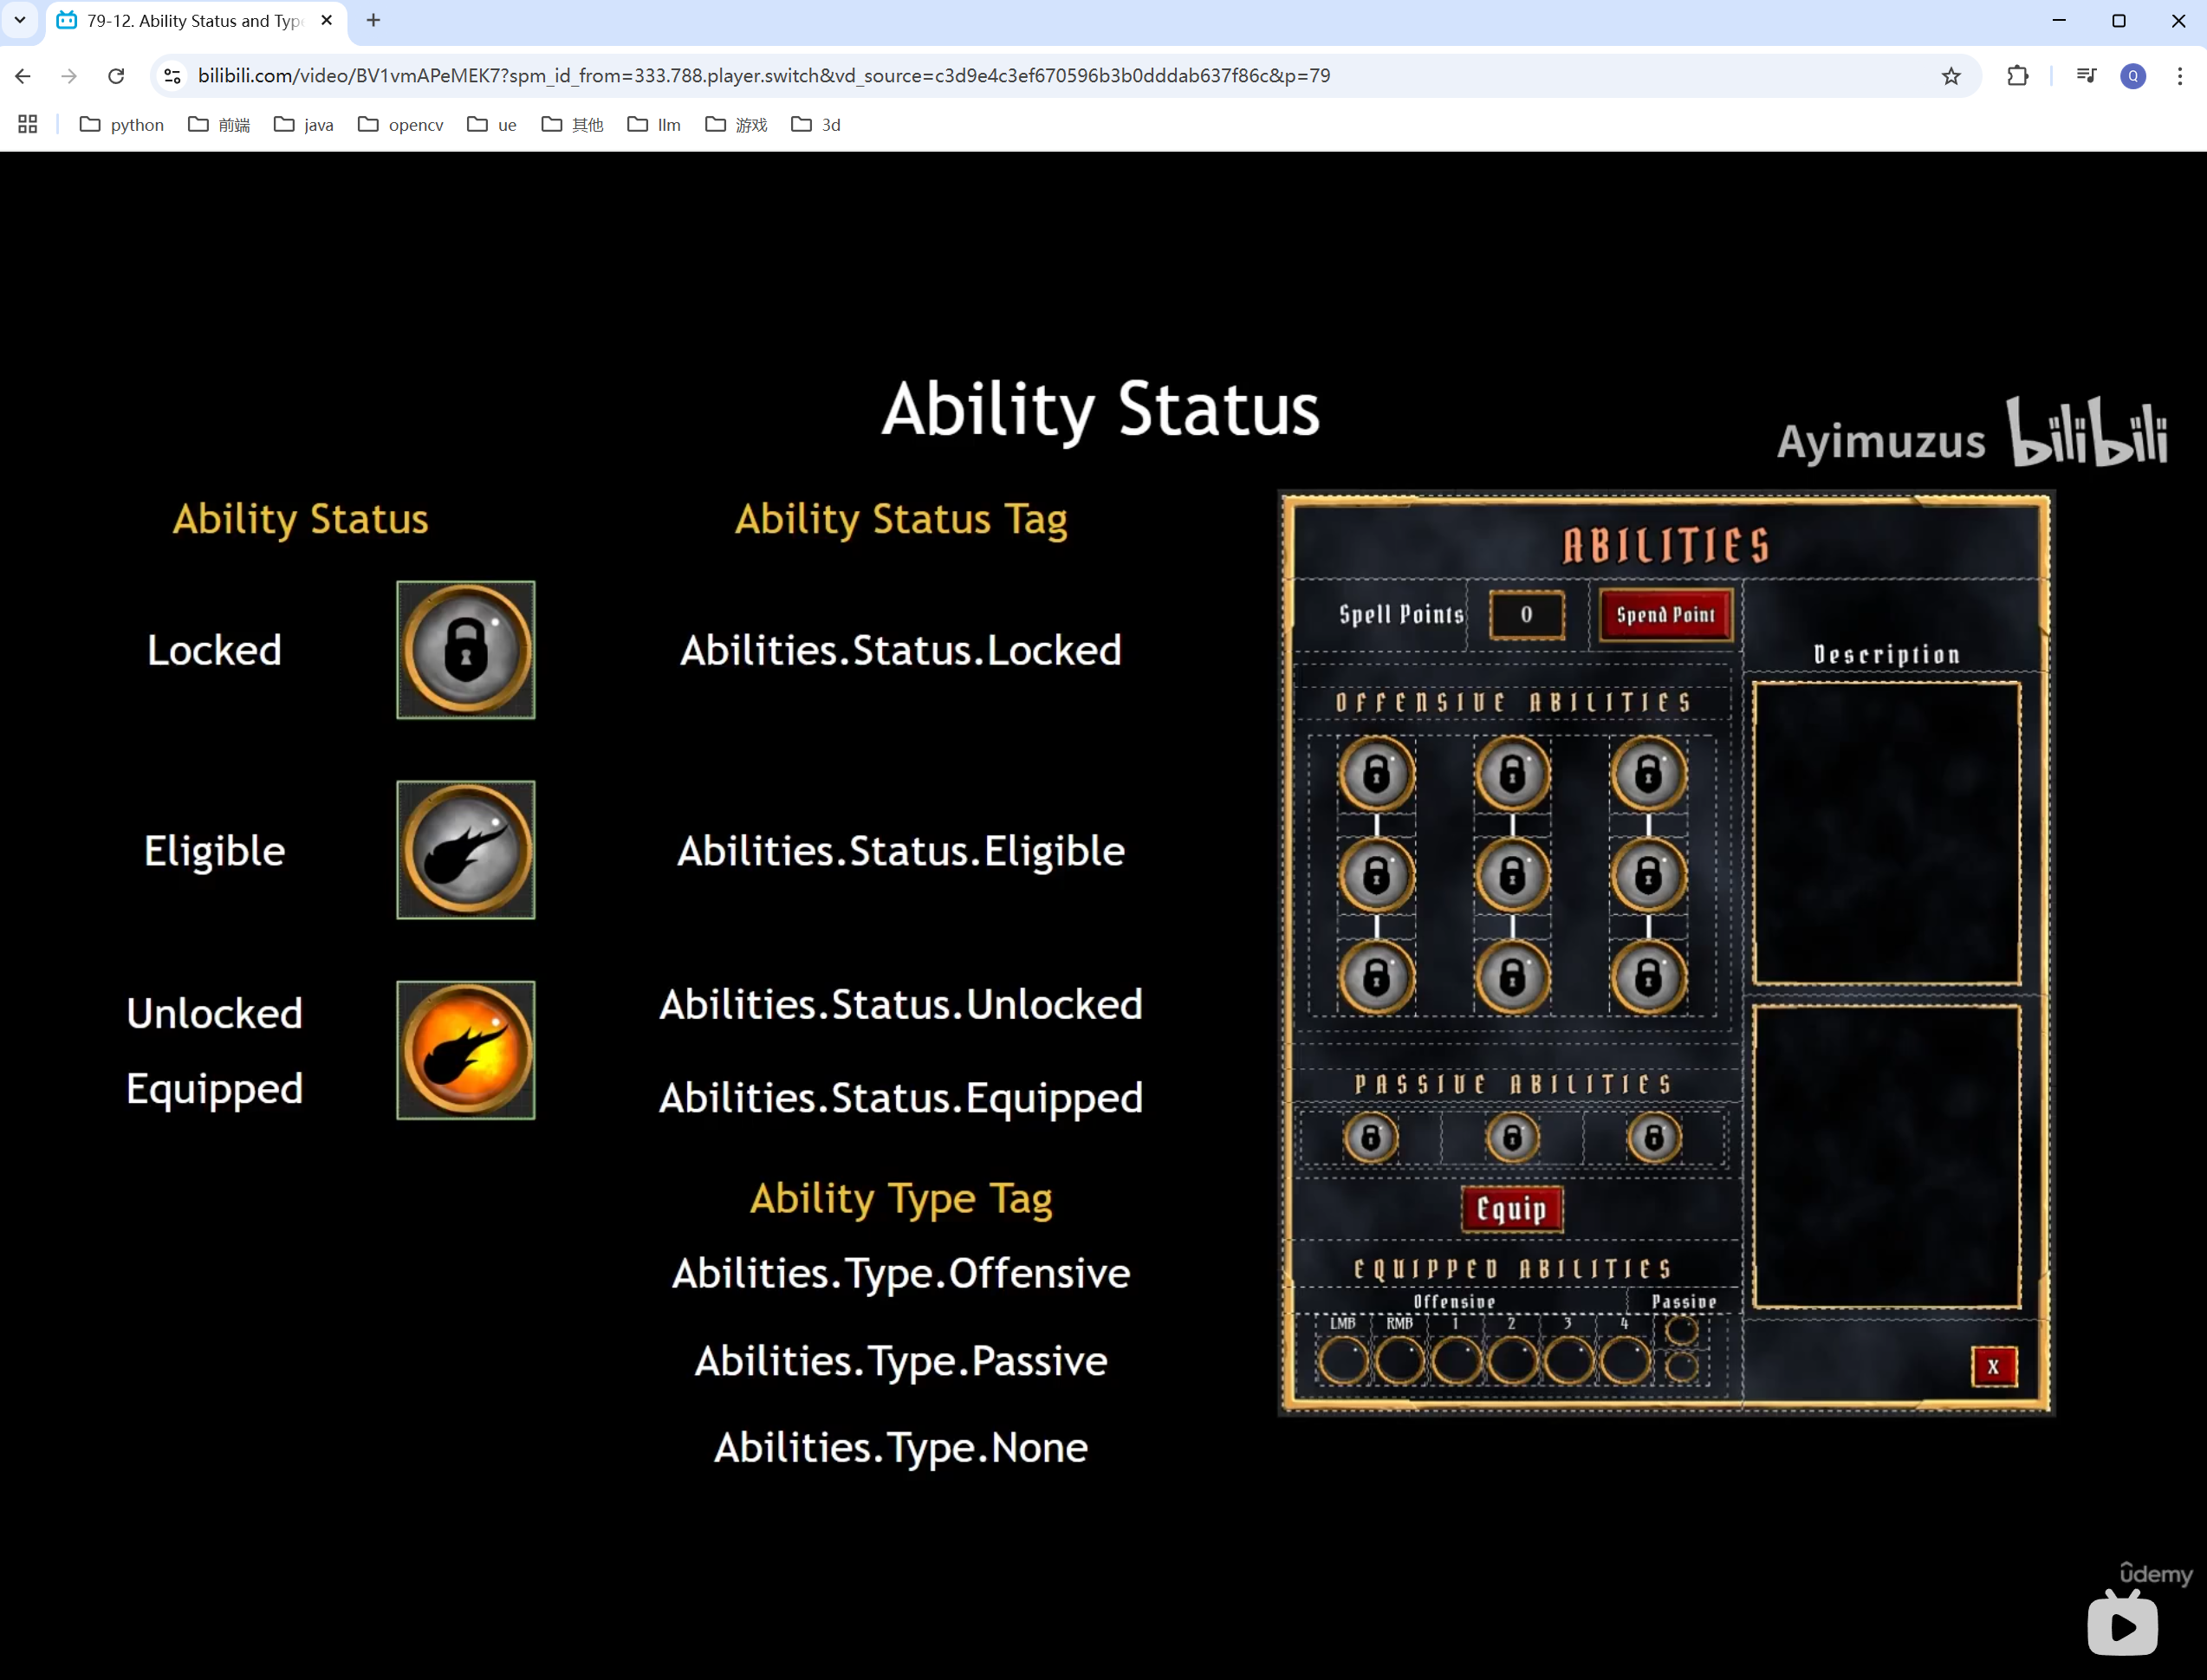 79-12. Ability Status and Typ
bilibili.com/video/BV1vmAPeMEK7?spm_id_from=333.788.player.switch&vd_source=c3d9e4c3ef670596b3b0dddab637f86c&p=79
Q
python 前端 java opencv ue 其他 llm 游戏 3d
Ability Status
Ayimuzus bilibili
Ability Status
Locked
Eligible
Unlocked
Equipped
Ability Status Tag
Abilities.Status.Locked
Abilities.Status.Eligible
Abilities.Status.Unlocked
Abilities.Status.Equipped
Ability Type Tag
Abilities.Type.Offensive
Abilities.Type.Passive
Abilities.Type.None
ABILITIES
Spell Points 0 Spend Point
Description
OFFENSIVE ABILITIES
PASSIVE ABILITIES
Equip
EQUIPPED ABILITIES
Offensive Passive
LMB RMB 1 2 3 4
X
ûdemy